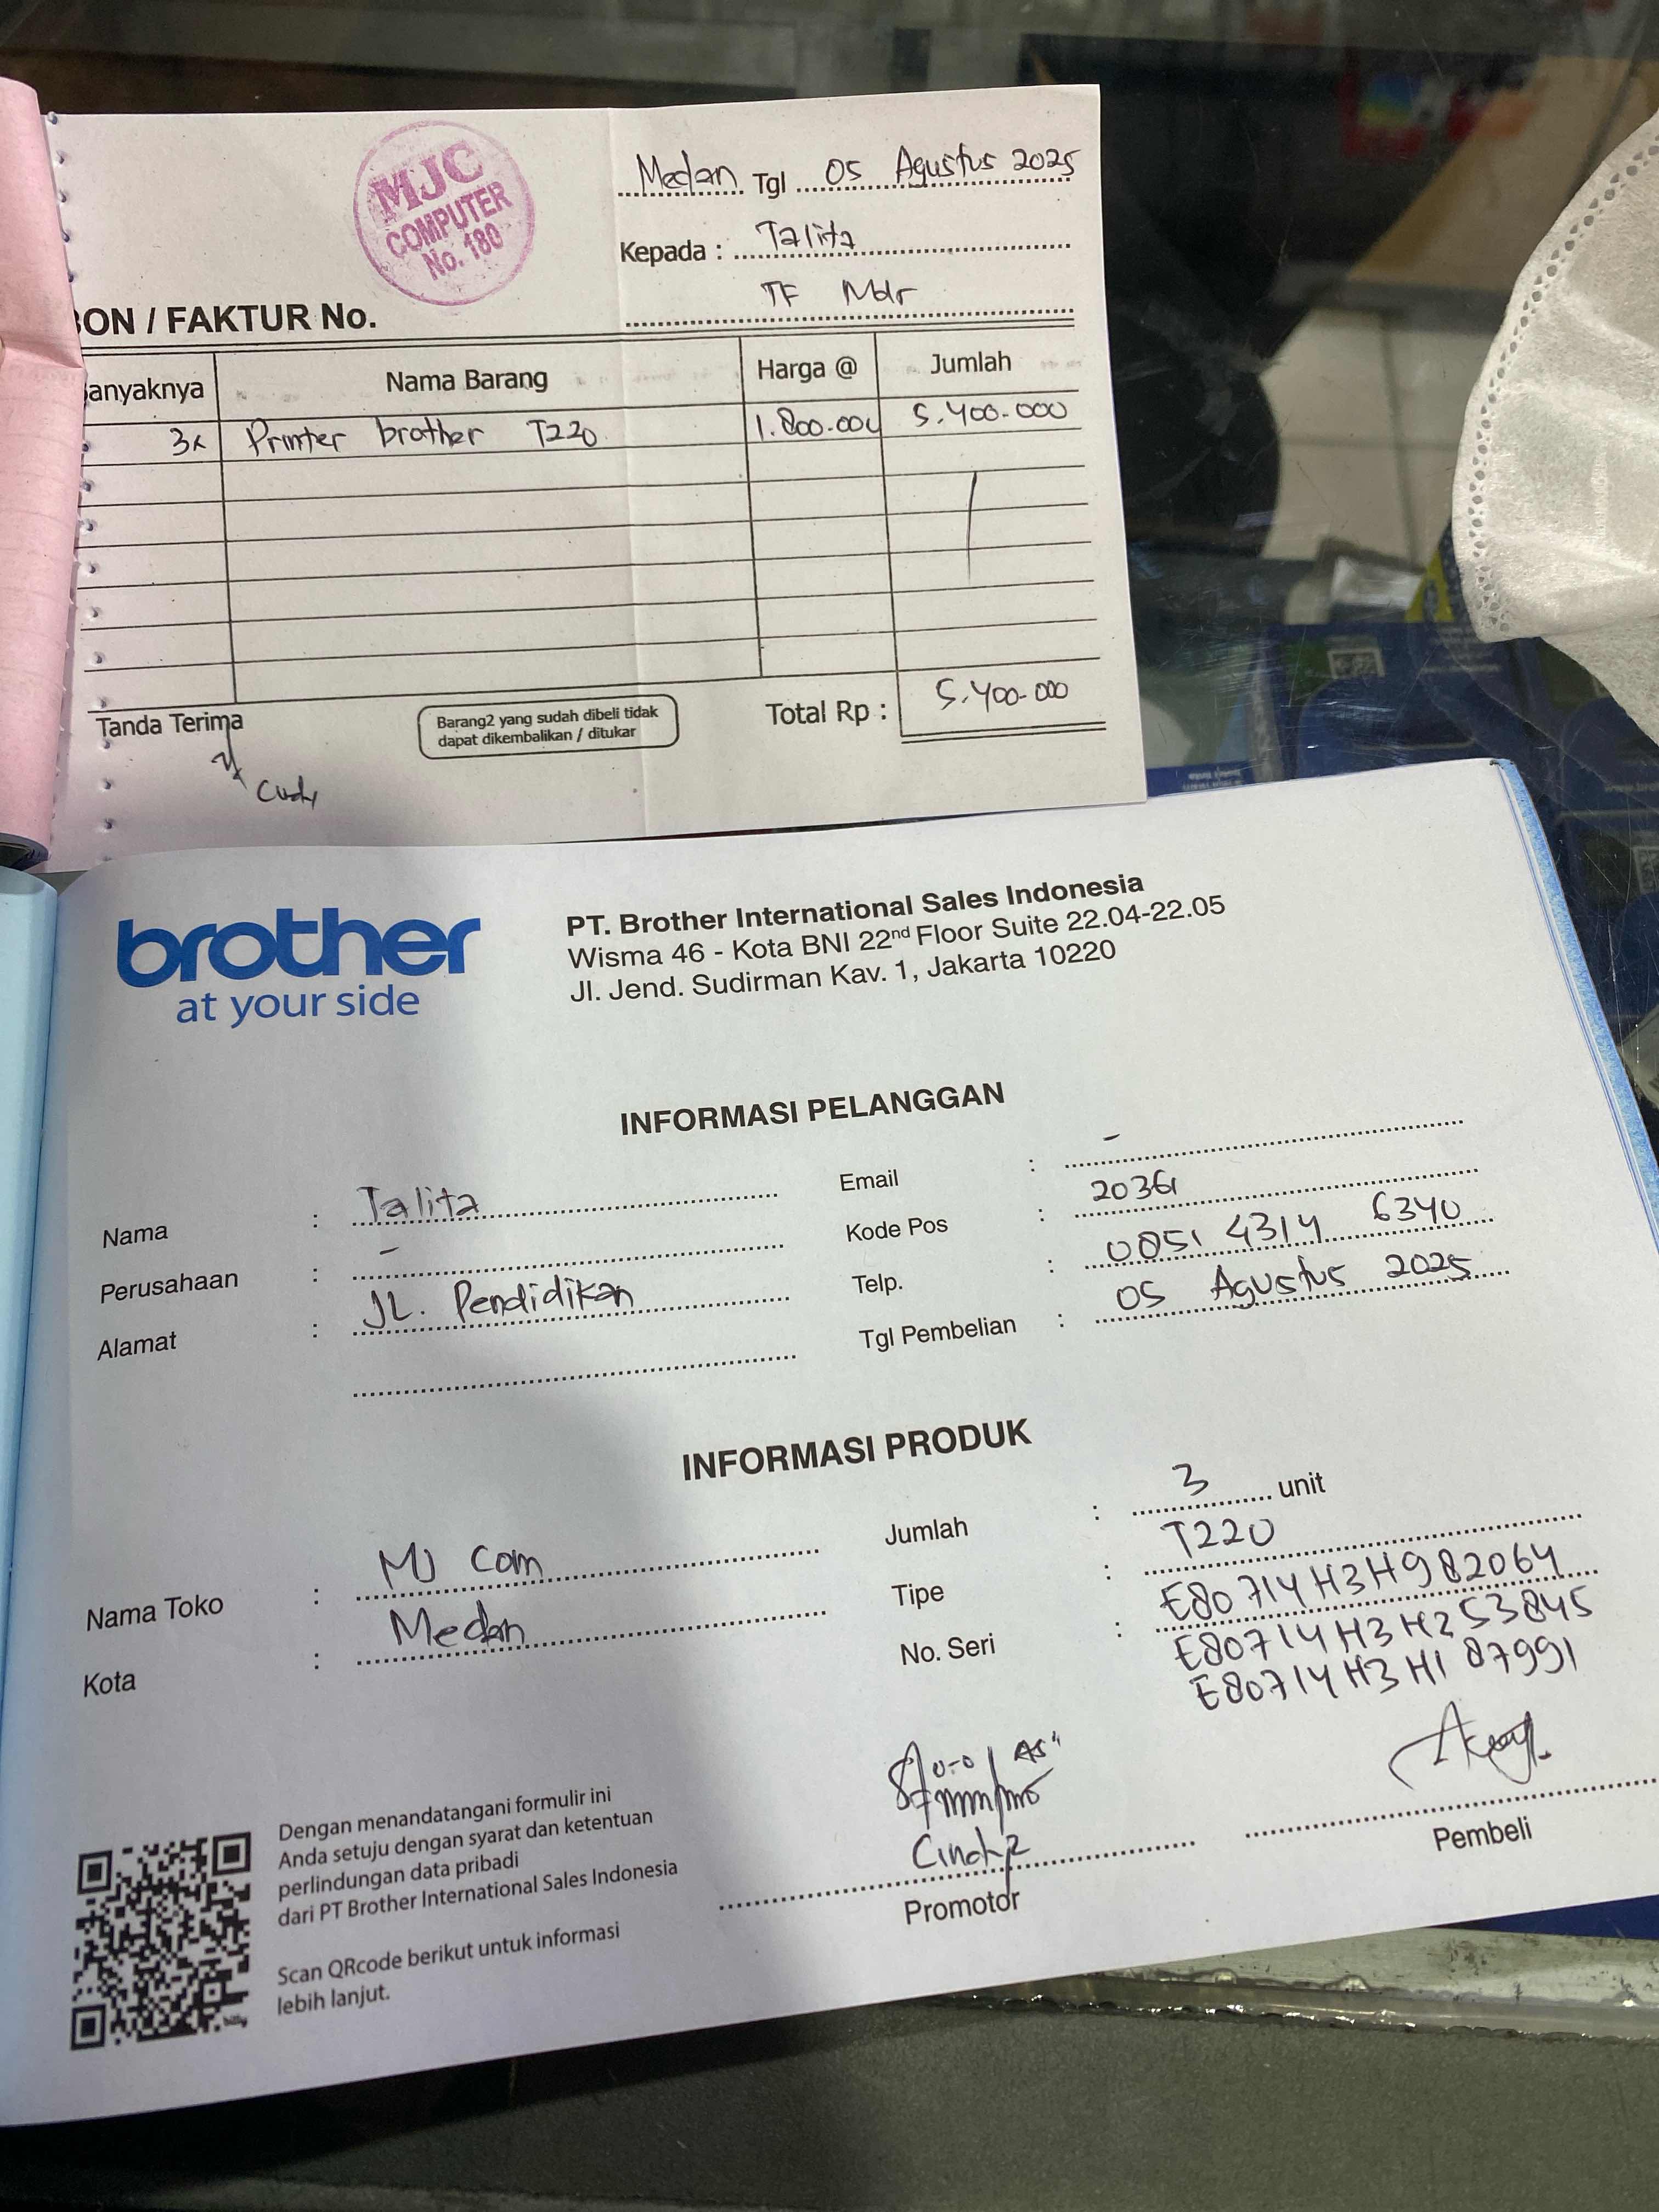 MJC
COMPUTER
No. 180
Medan Tgl 05 Agustus 2025
Kepada : Talita
TF Mdr
BON / FAKTUR No.
anyaknya Nama Barang Harga @ Jumlah
3x Printer brother T220 1.800.000 5.400.000
Tanda Terima
Barang2 yang sudah dibeli tidak
dapat dikembalikan / ditukar
Total Rp : 5.400.000
brother
at your side
PT. Brother International Sales Indonesia
Wisma 46 - Kota BNI 22nd Floor Suite 22.04-22.05
Jl. Jend. Sudirman Kav. 1, Jakarta 10220
INFORMASI PELANGGAN
Nama : Talita
Perusahaan : -
Alamat : JL. Pendidikan
Email : -
Kode Pos : 20361
Telp. : 0851 4314 6340
Tgl Pembelian : 05 Agustus 2025
INFORMASI PRODUK
Nama Toko : MJ Com
Kota : Medan
Jumlah : 3 unit
Tipe : T220
No. Seri : E80714H3H982064
E80714H3H253845
E80714H3H187991
Dengan menandatangani formulir ini
Anda setuju dengan syarat dan ketentuan
perlindungan data pribadi
dari PT Brother International Sales Indonesia
Scan QRcode berikut untuk informasi
lebih lanjut.
Promotor
Pembeli